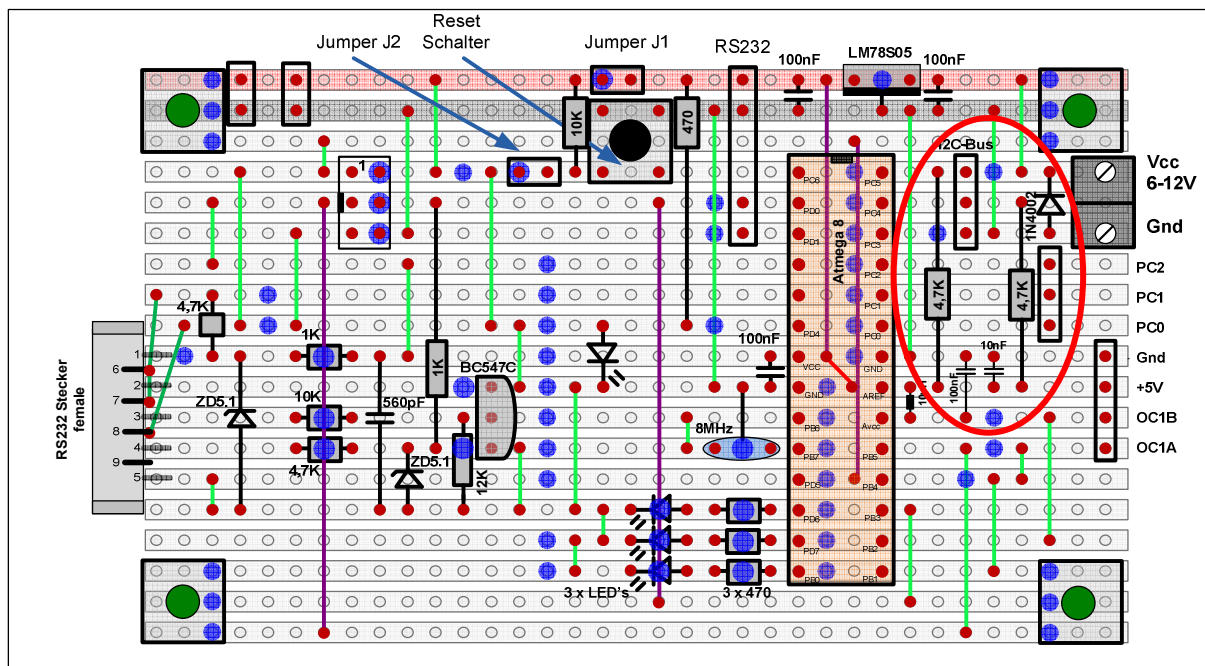 Reset
Schalter
Jumper J2
Jumper J1
RS232
100nF
LM78S05
100nF
10K
470
1
I2C-Bus
Vcc
6-12V
Gnd
1N4002
Atmega 8
PC6
PC5
PD0
PC4
PD1
PC3
PC2
PC1
PD4
PC0
VCC
GND
GND
AREF
PB6
Avcc
PB7
PB5
PD5
PB4
PD6
PB3
PD7
PB2
PB0
PB1
4,7K
4,7K
PC2
PC1
PC0
Gnd
+5V
OC1B
OC1A
100nF
10nF
100nF
8MHz
4,7K
1K
1K
BC547C
10K
560pF
ZD5.1
4,7K
ZD5.1
12K
RS232 Stecker
female
1
6
2
7
3
8
4
9
5
3 x LED's
3 x 470